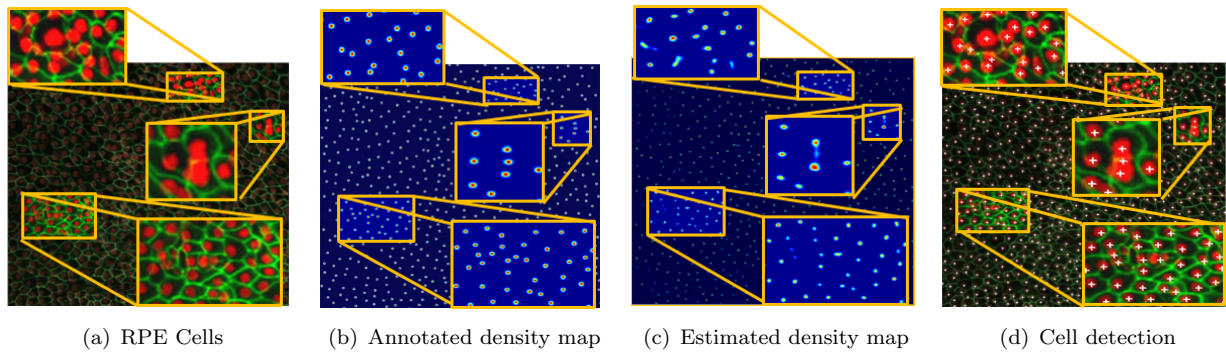 (a) RPE Cells
(b) Annotated density map
(c) Estimated density map
(d) Cell detection